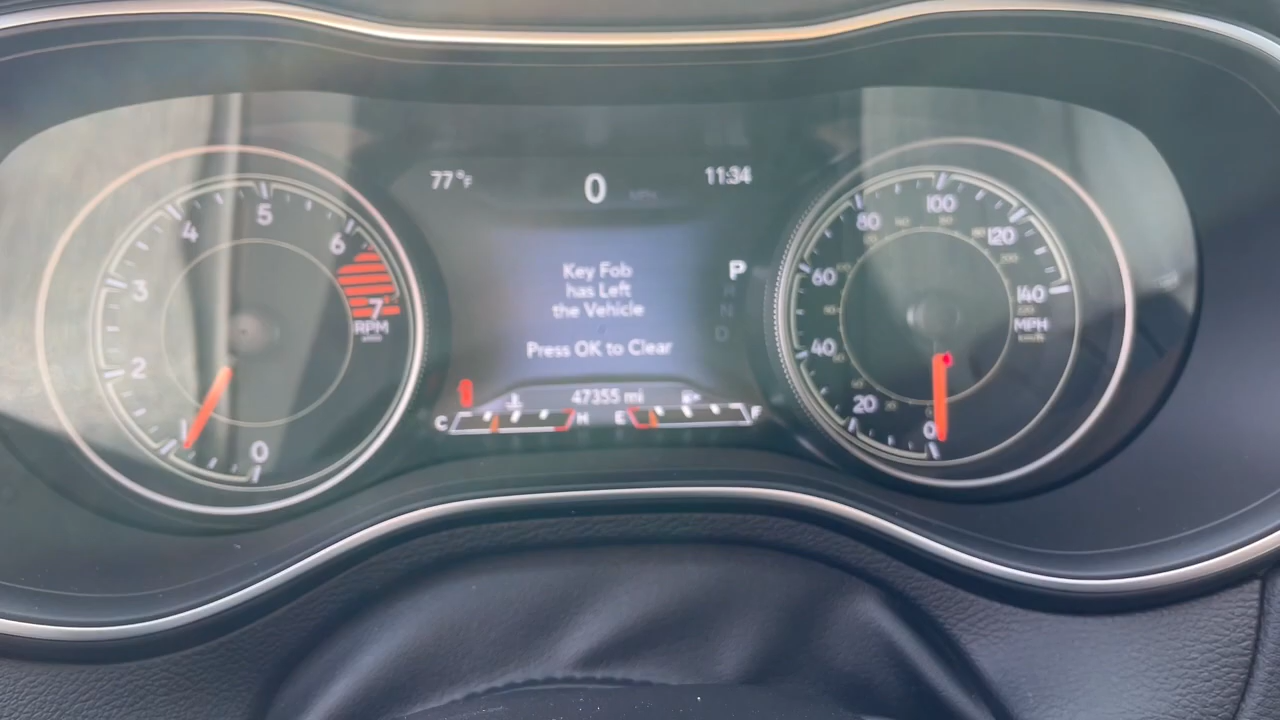 77°F 0 MPH 11:34
Key Fob
has Left
the Vehicle
Press OK to Clear
P
R
N
D
47355 mi
C H E F
0 1 2 3 4 5 6 7
RPM
0 20 40 60 80 100 120 140
MPH